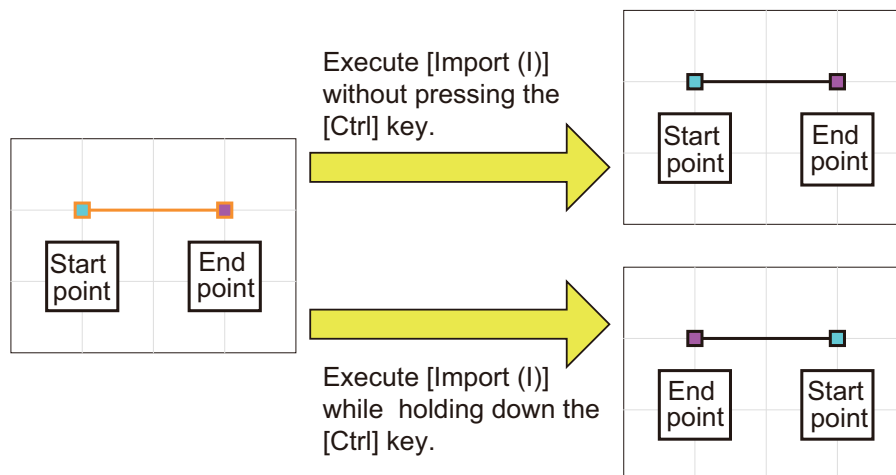 Execute [Import (I)]
without pressing the
[Ctrl] key.
Start
point
End
point
Start
point
End
point
Execute [Import (I)]
while  holding down the
[Ctrl] key.
End
point
Start
point